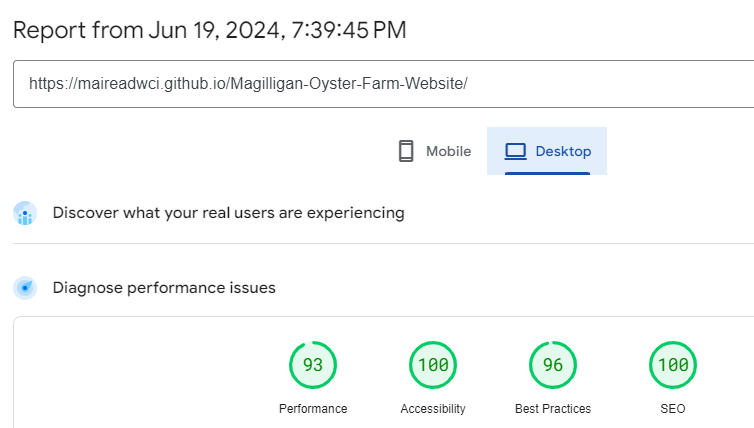 Report from Jun 19, 2024, 7:39:45 PM
https://maireadwci.github.io/Magilligan-Oyster-Farm-Website/
Mobile Desktop
Discover what your real users are experiencing
Diagnose performance issues
93 100 96 100
Performance Accessibility Best Practices SEO